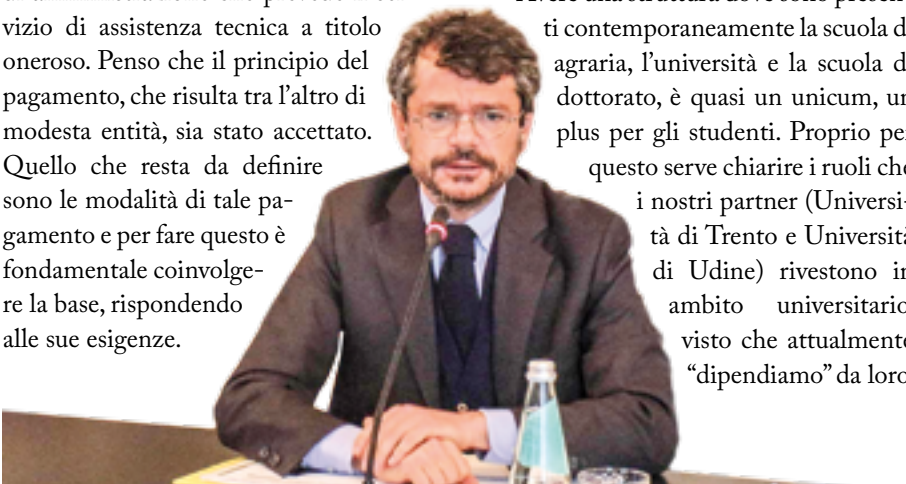 vizio di assistenza tecnica a titolo
oneroso. Penso che il principio del
pagamento, che risulta tra l'altro di
modesta entità, sia stato accettato.
Quello che resta da definire
sono le modalità di tale pa-
gamento e per fare questo è
fondamentale coinvolge-
re la base, rispondendo
alle sue esigenze.
ti contemporaneamente la scuola d
agraria, l'università e la scuola d
dottorato, è quasi un unicum, un
plus per gli studenti. Proprio per
questo serve chiarire i ruoli che
i nostri partner (Universi-
tà di Trento e Università
di Udine) rivestono in
ambito universitario
visto che attualmente
“dipendiamo” da loro